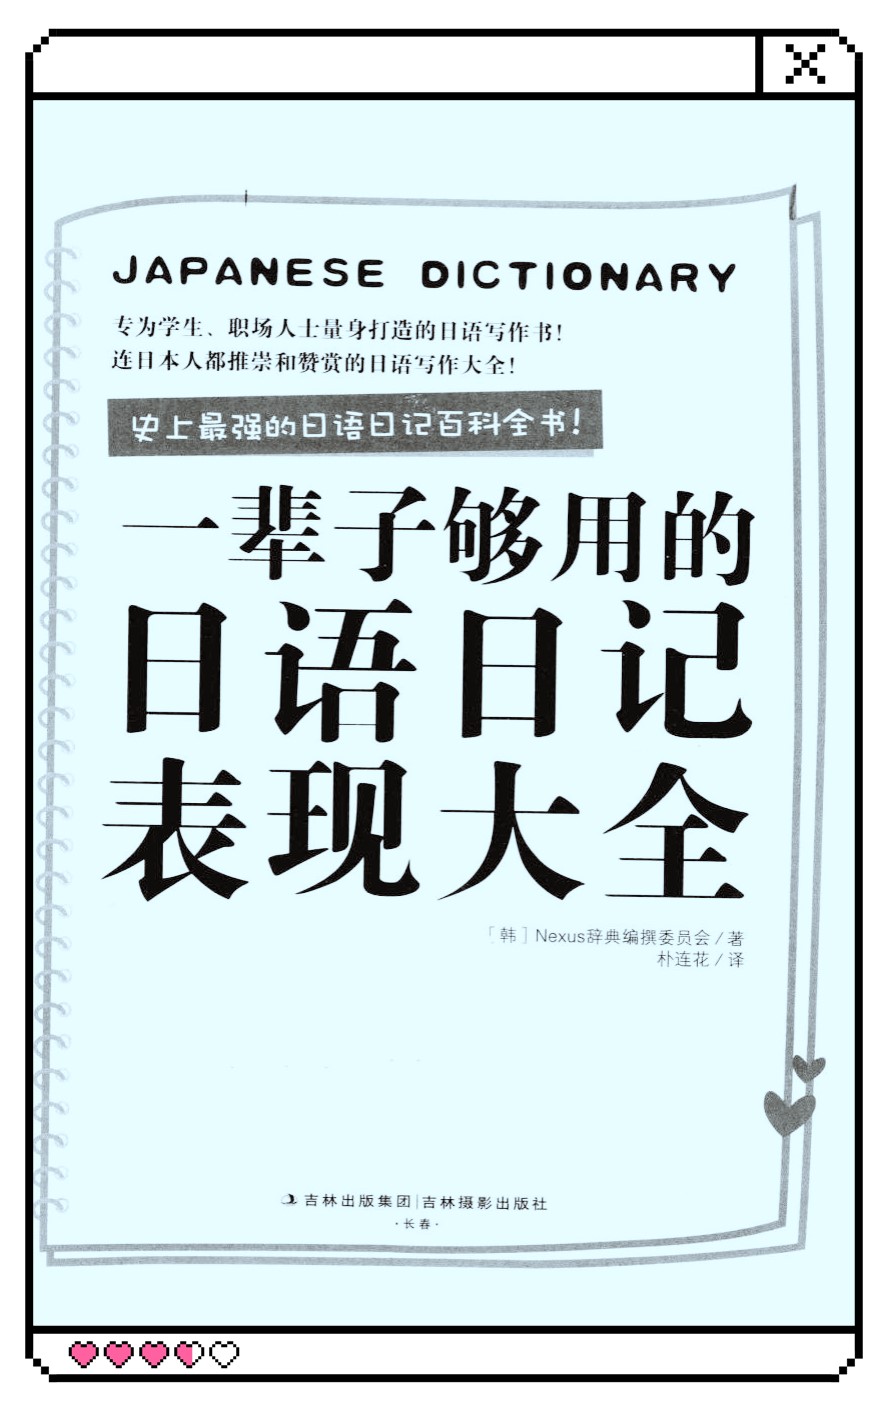 JAPANESE DICTIONARY
专为学生、职场人士量身打造的日语写作书！
连日本人都推崇和赞赏的日语写作大全！
史上最强的日语日记百科全书！
一辈子够用的
日语日记
表现大全
［韩］Nexus辞典编撰委员会／著
朴连花／译
吉林出版集团|吉林摄影出版社
·长春·